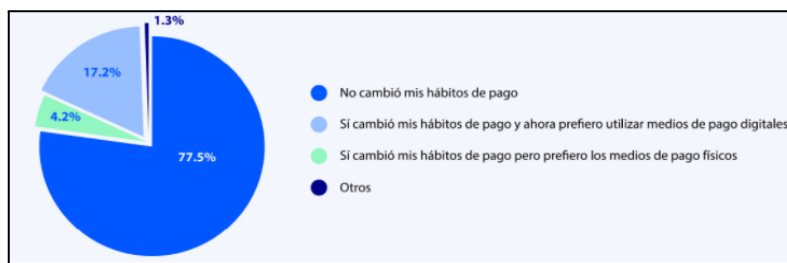 1.3%
17.2%
4.2%
77.5%
No cambió mis hábitos de pago
Sí cambió mis hábitos de pago y ahora prefiero utilizar medios de pago digitales
Sí cambió mis hábitos de pago pero prefiero los medios de pago físicos
Otros